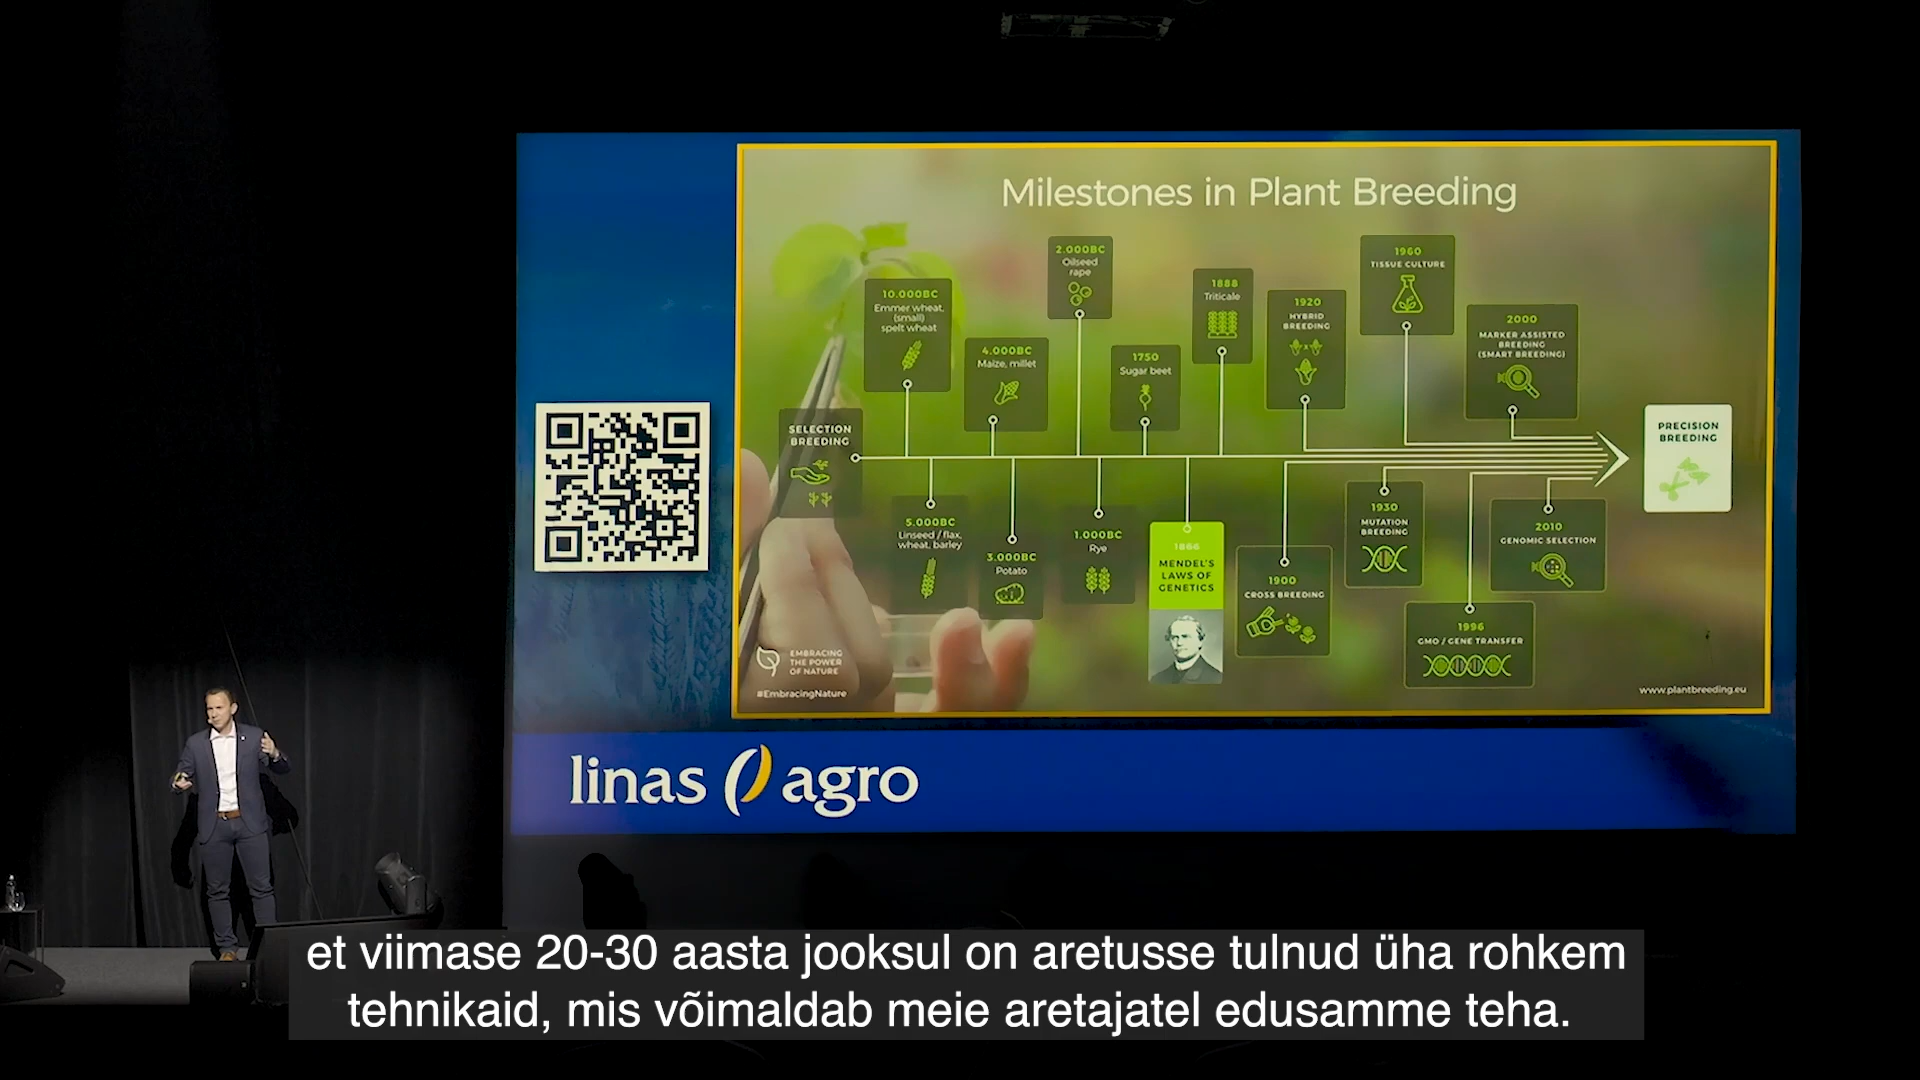 Milestones in Plant Breeding
SELECTION
BREEDING
10.000BC
Emmer wheat,
(small)
spelt wheat
5.000BC
Linseed / flax,
wheat, barley
4.000BC
Maize, millet
3.000BC
Potato
2.000BC
Oilseed
rape
1.000BC
Rye
1750
Sugar beet
1866
MENDEL'S
LAWS OF
GENETICS
1888
Triticale
1900
CROSS BREEDING
1920
HYBRID
BREEDING
1930
MUTATION
BREEDING
1960
TISSUE CULTURE
1996
GMO / GENE TRANSFER
2000
MARKER ASSISTED
BREEDING
(SMART BREEDING)
2010
GENOMIC SELECTION
PRECISION
BREEDING
EMBRACING
THE POWER
OF NATURE
#EmbracingNature
www.plantbreeding.eu
linas agro
et viimase 20-30 aasta jooksul on aretusse tulnud üha rohkem
tehnikaid, mis võimaldab meie aretajatel edusamme teha.